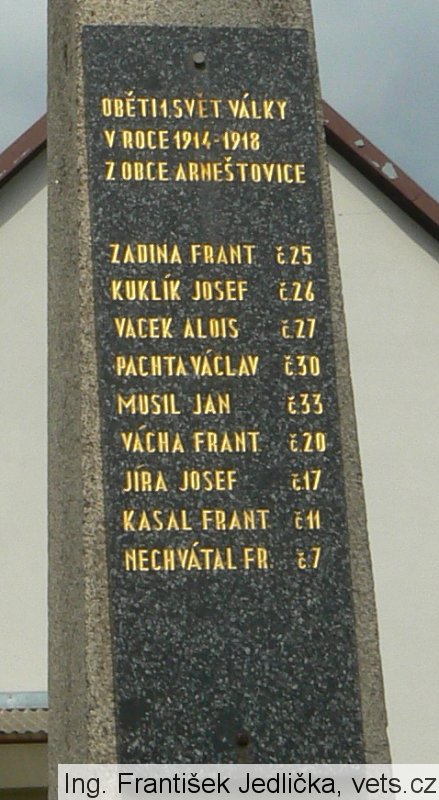 OBĚTI 1. SVĚT. VÁLKY
V ROCE 1914-1918
Z OBCE ARNEŠTOVICE
ZADINA FRANT č.25
KUKLÍK JOSEF č.26
VACEK ALOIS č.27
PACHTA VÁCLAV č.30
MUSIL JAN č.33
VÁCHA FRANT. č.20
JÍRA JOSEF č.17
KASAL FRANT č.11
NECHVÁTAL FR. č.7
Ing. František Jedlička, vets.cz